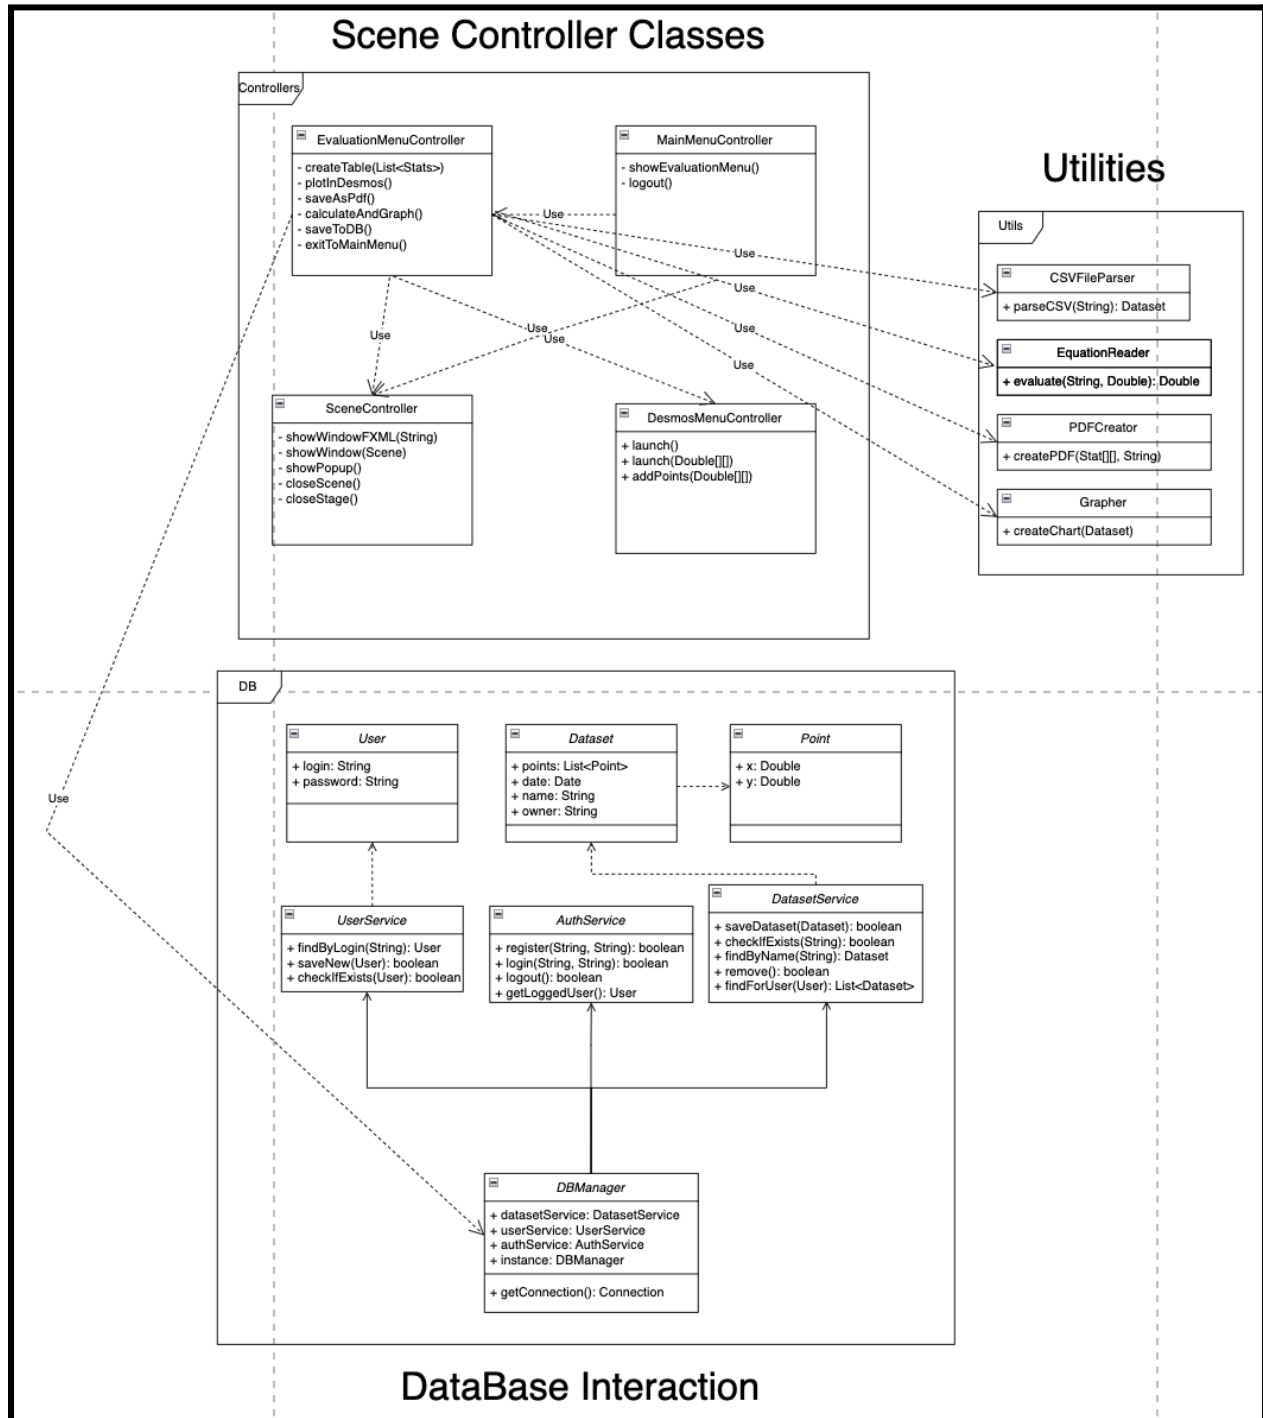 Scene Controller Classes
Controllers
EvaluationMenuController
- createTable(List<Stats>)
- plotInDesmos()
- saveAsPdf()
- calculateAndGraph()
- saveToDB()
- exitToMainMenu()
MainMenuController
- showEvaluationMenu()
- logout()
Use
Use
Use
Use
Use
Use
Use
Use
SceneController
- showWindowFXML(String)
- showWindow(Scene)
- showPopup()
- closeScene()
- closeStage()
DesmosMenuController
+ launch()
+ launch(Double[][])
+ addPoints(Double[][])
Utilities
Utils
CSVFileParser
+ parseCSV(String): Dataset
EquationReader
+ evaluate(String, Double): Double
PDFCreator
+ createPDF(Stat[][], String)
Grapher
+ createChart(Dataset)
Use
DB
User
+ login: String
+ password: String
Dataset
+ points: List<Point>
+ date: Date
+ name: String
+ owner: String
Point
+ x: Double
+ y: Double
UserService
+ findByLogin(String): User
+ saveNew(User): boolean
+ checkIfExists(User): boolean
AuthService
+ register(String, String): boolean
+ login(String, String): boolean
+ logout(): boolean
+ getLoggedUser(): User
DatasetService
+ saveDataset(Dataset): boolean
+ checkIfExists(String): boolean
+ findByName(String): Dataset
+ remove(): boolean
+ findForUser(User): List<Dataset>
DBManager
+ datasetService: DatasetService
+ userService: UserService
+ authService: AuthService
+ instance: DBManager
+ getConnection(): Connection
DataBase Interaction